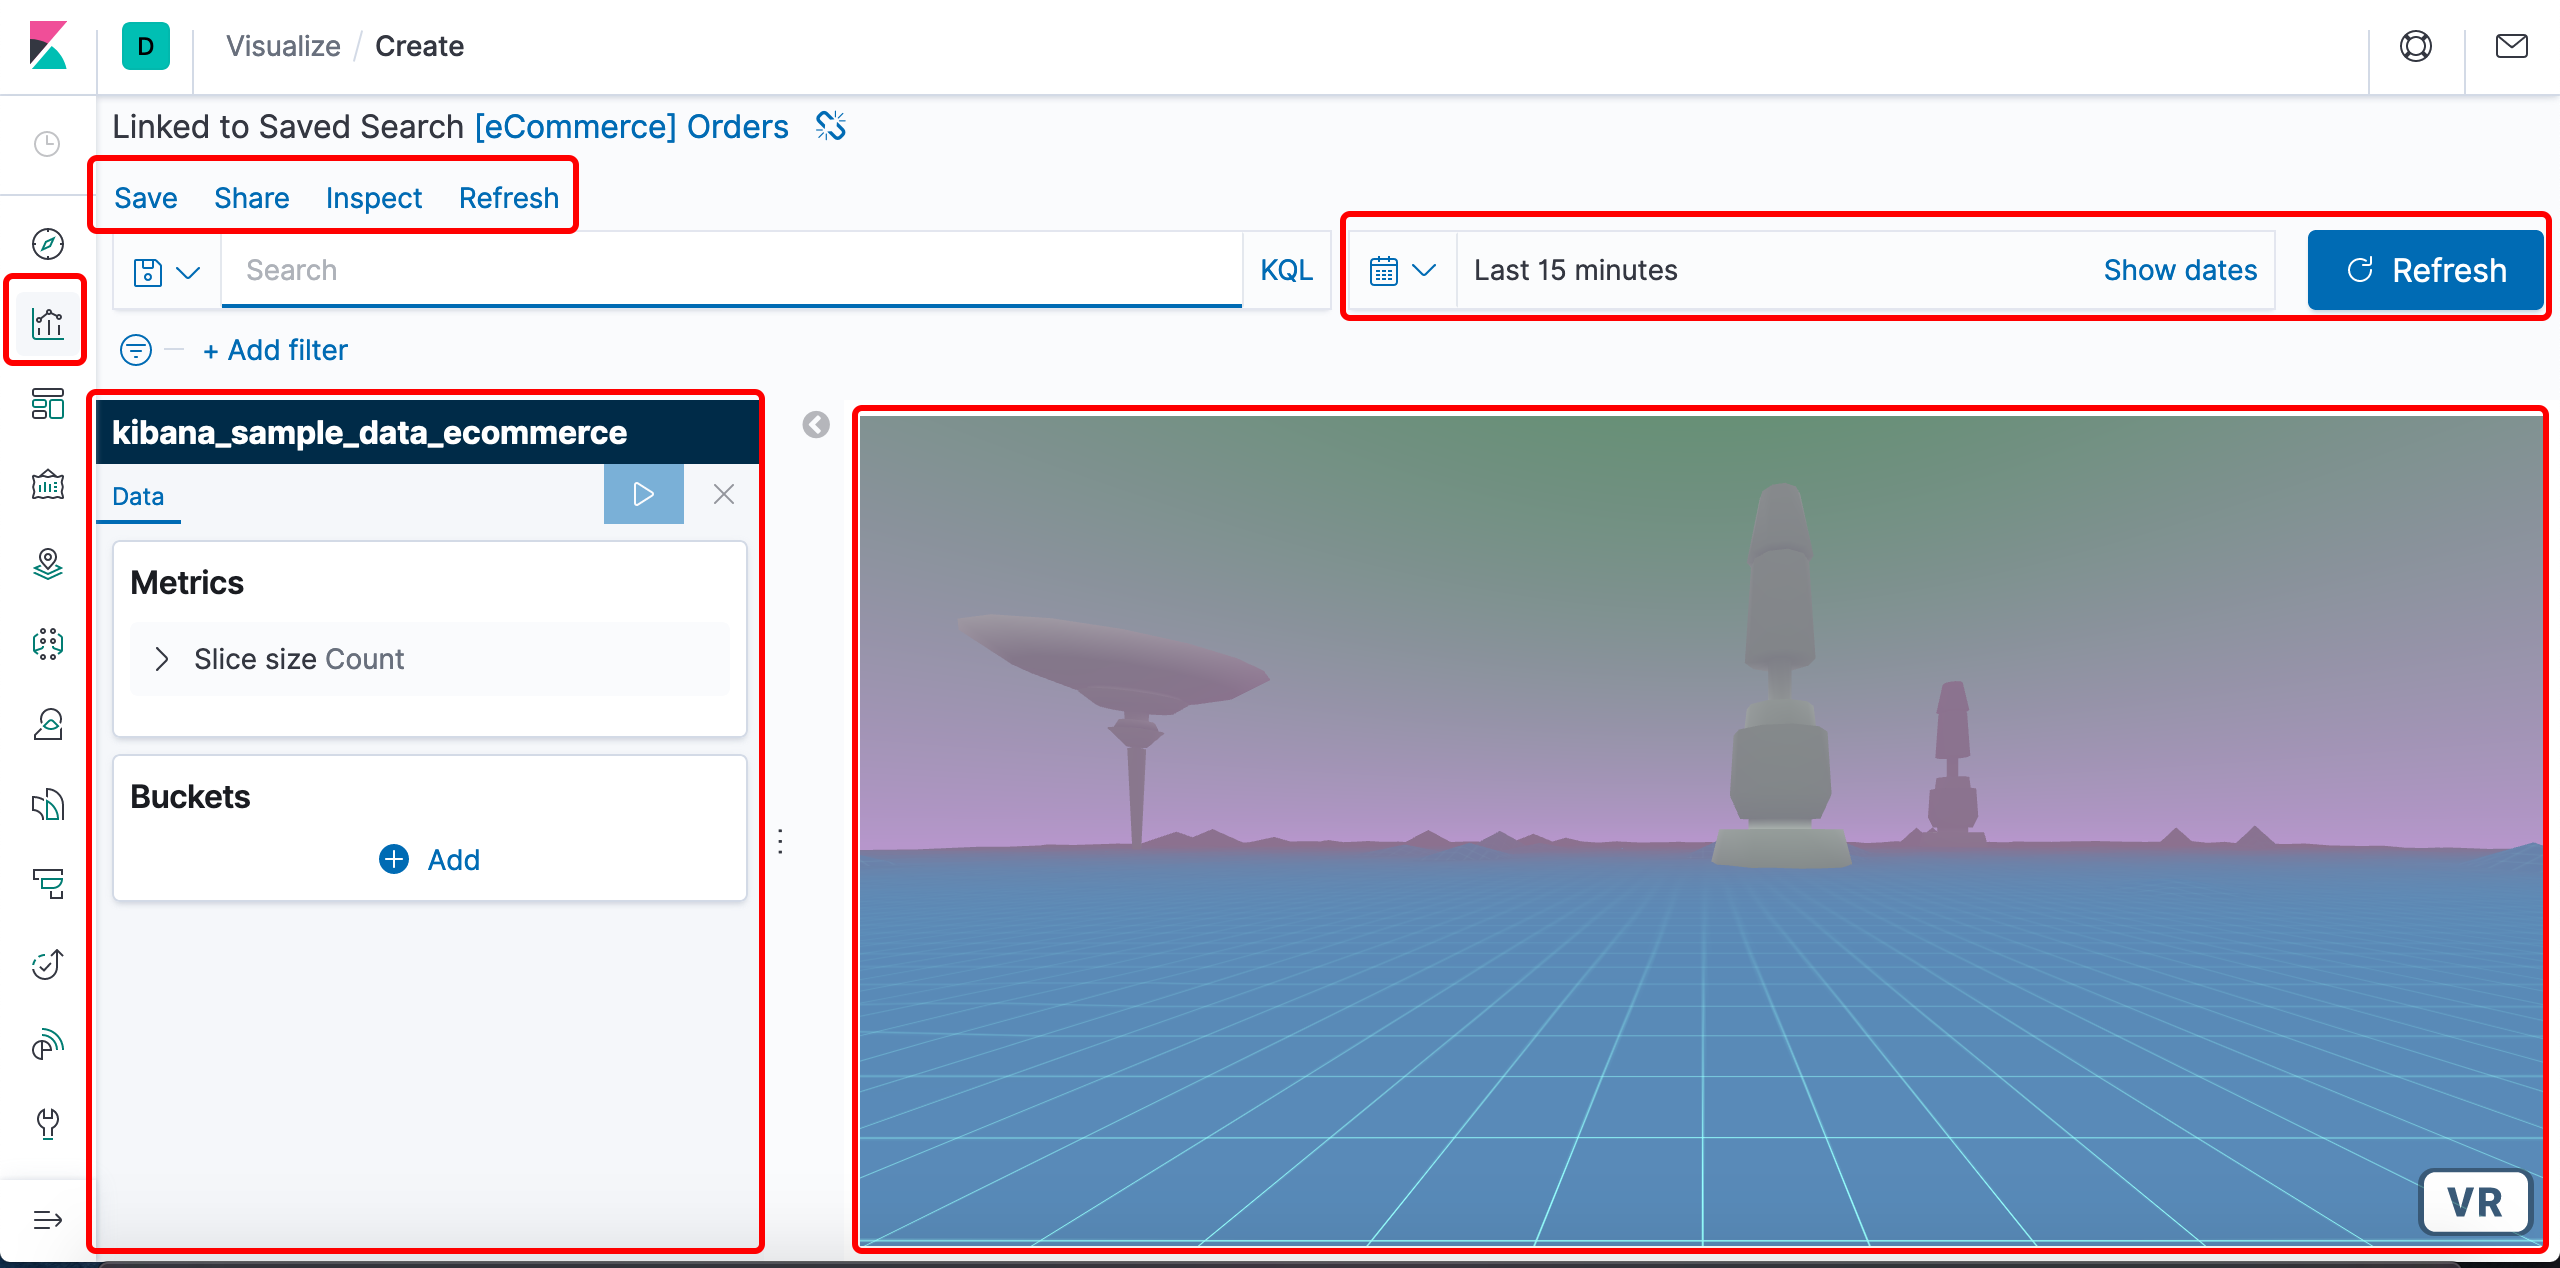 D Visualize / Create
Linked to Saved Search [eCommerce] Orders
Save Share Inspect Refresh
Search KQL Last 15 minutes Show dates Refresh
+ Add filter
kibana_sample_data_ecommerce
Data
Metrics
Slice size Count
Buckets
Add
VR